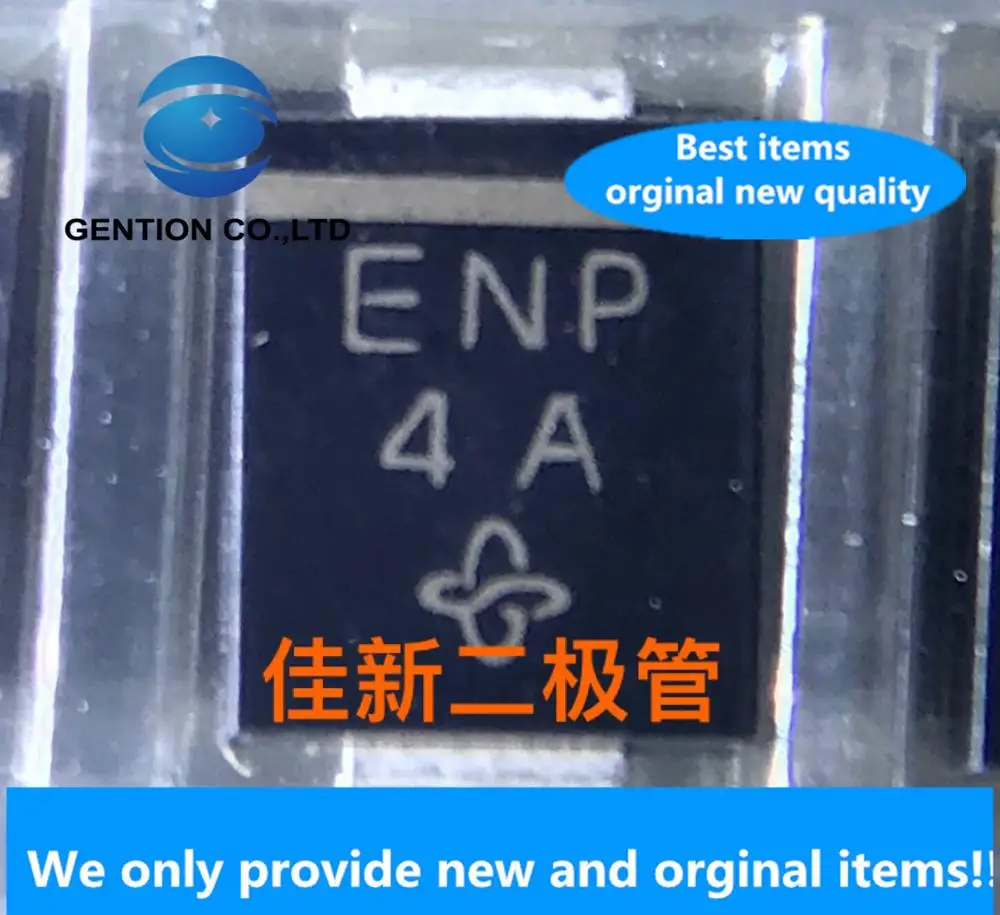 GENTION CO.,LTD
Best items
orginal new quality
ENP
4 A
佳新二极管
We only provide new and orginal items!!